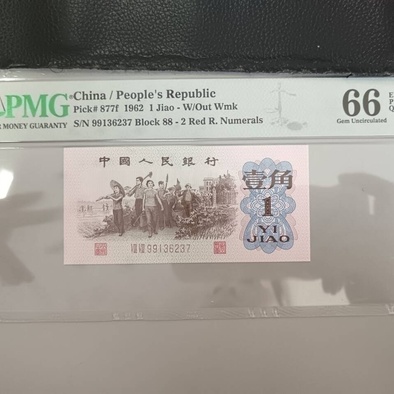 PMG
MONEY GUARANTY
China / People's Republic
Pick# 877f 1962 1 Jiao - W/Out Wmk
S/N 99136237 Block 88 - 2 Red R. Numerals
66
Gem Uncirculated
中國人民銀行
壹角
1
YI
JIAO
99136237